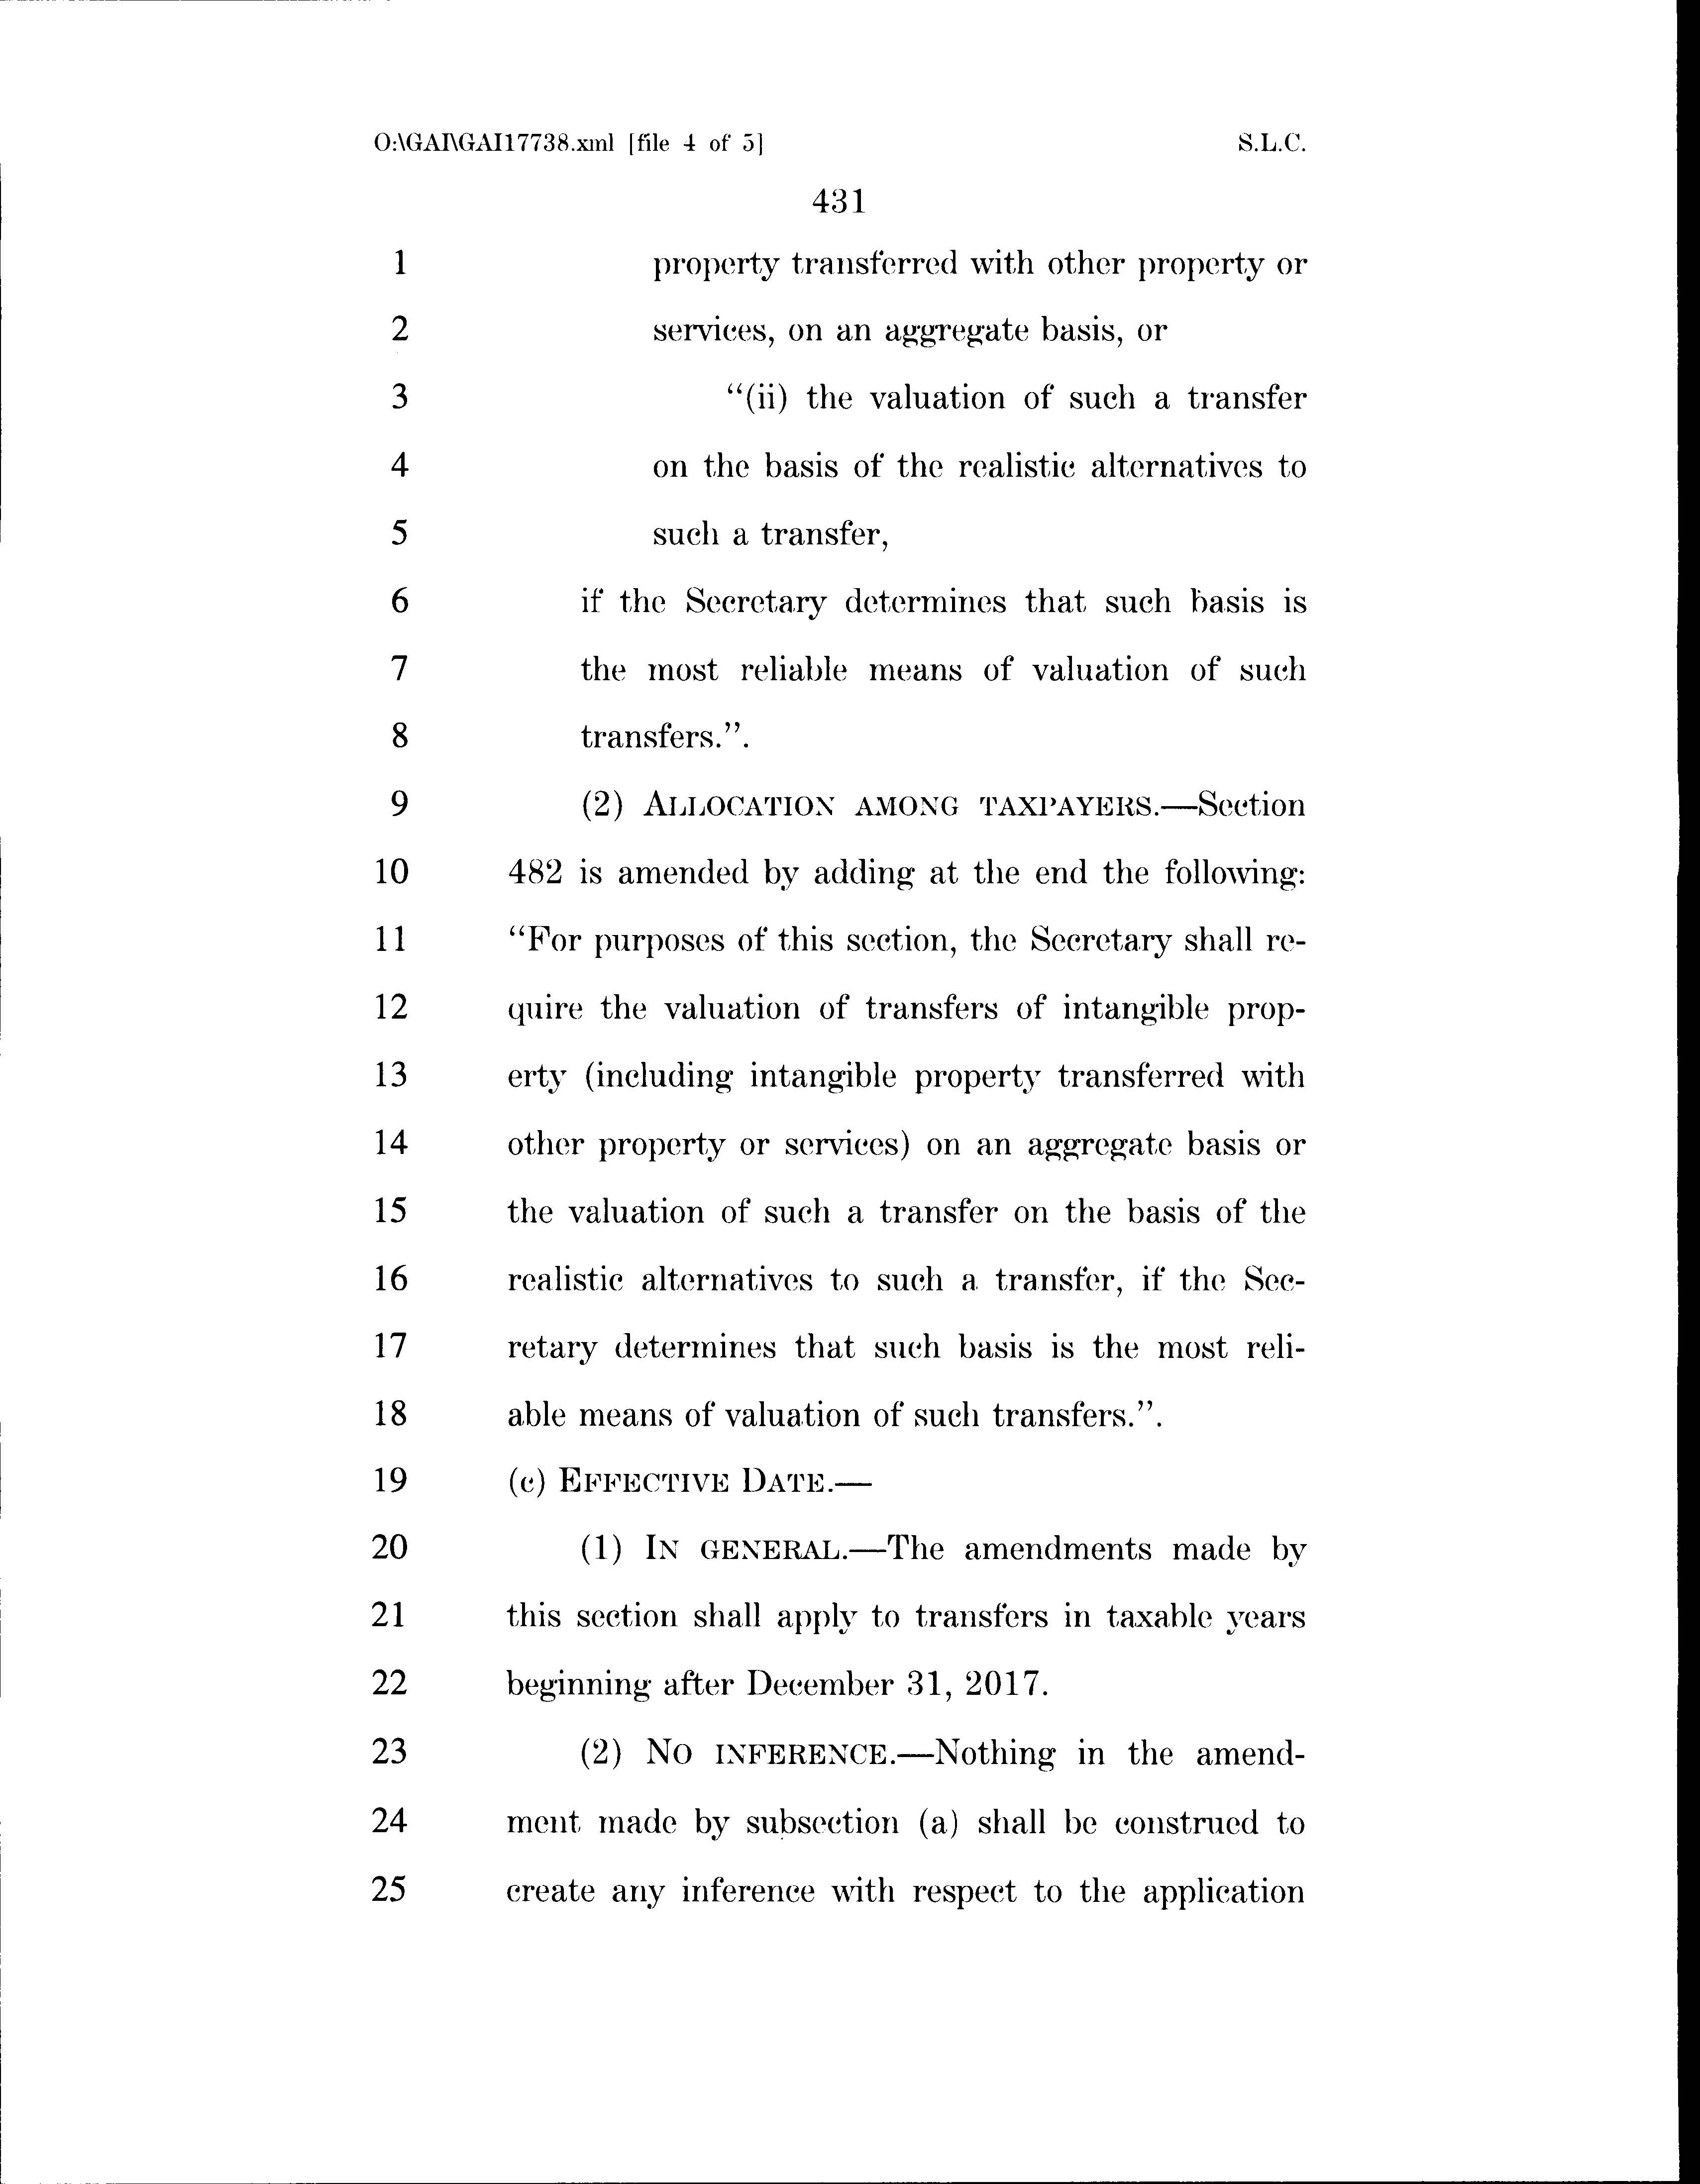 O:\GAI\GAI17738.xml [file 4 of 5] S.L.C.
431
1 property transferred with other property or
2 services, on an aggregate basis, or
3 “(ii) the valuation of such a transfer
4 on the basis of the realistic alternatives to
5 such a transfer,
6 if the Secretary determines that such basis is
7 the most reliable means of valuation of such
8 transfers.”.
9 (2) ALLOCATION AMONG TAXPAYERS.—Section
10 482 is amended by adding at the end the following:
11 “For purposes of this section, the Secretary shall re-
12 quire the valuation of transfers of intangible prop-
13 erty (including intangible property transferred with
14 other property or services) on an aggregate basis or
15 the valuation of such a transfer on the basis of the
16 realistic alternatives to such a transfer, if the Sec-
17 retary determines that such basis is the most reli-
18 able means of valuation of such transfers.”.
19 (c) EFFECTIVE DATE.—
20 (1) IN GENERAL.—The amendments made by
21 this section shall apply to transfers in taxable years
22 beginning after December 31, 2017.
23 (2) NO INFERENCE.—Nothing in the amend-
24 ment made by subsection (a) shall be construed to
25 create any inference with respect to the application